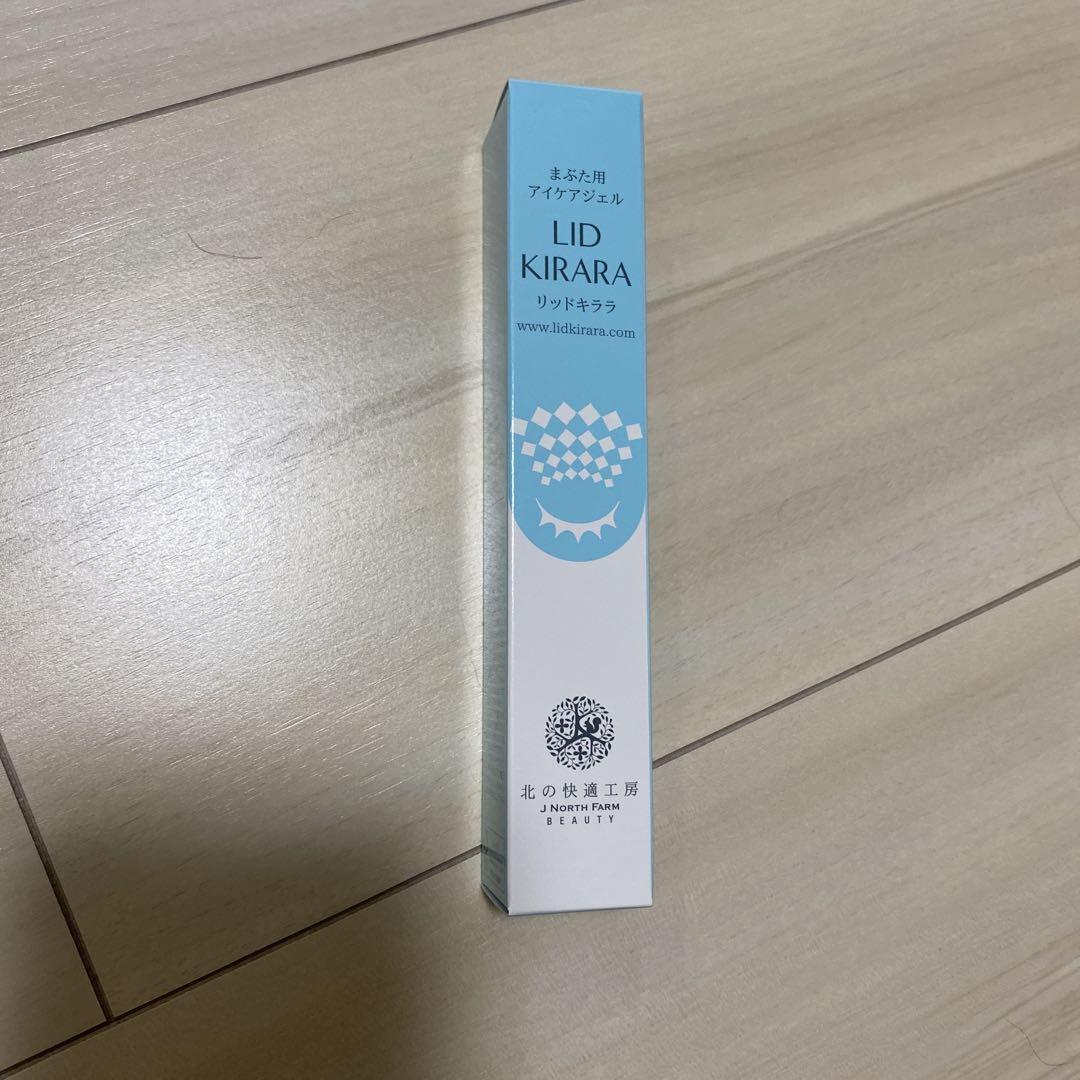 まぶた用
アイケアジェル
LID
KIRARA
リッドキララ
www.lidkirara.com
北の快適工房
J NORTH FARM
BEAUTY